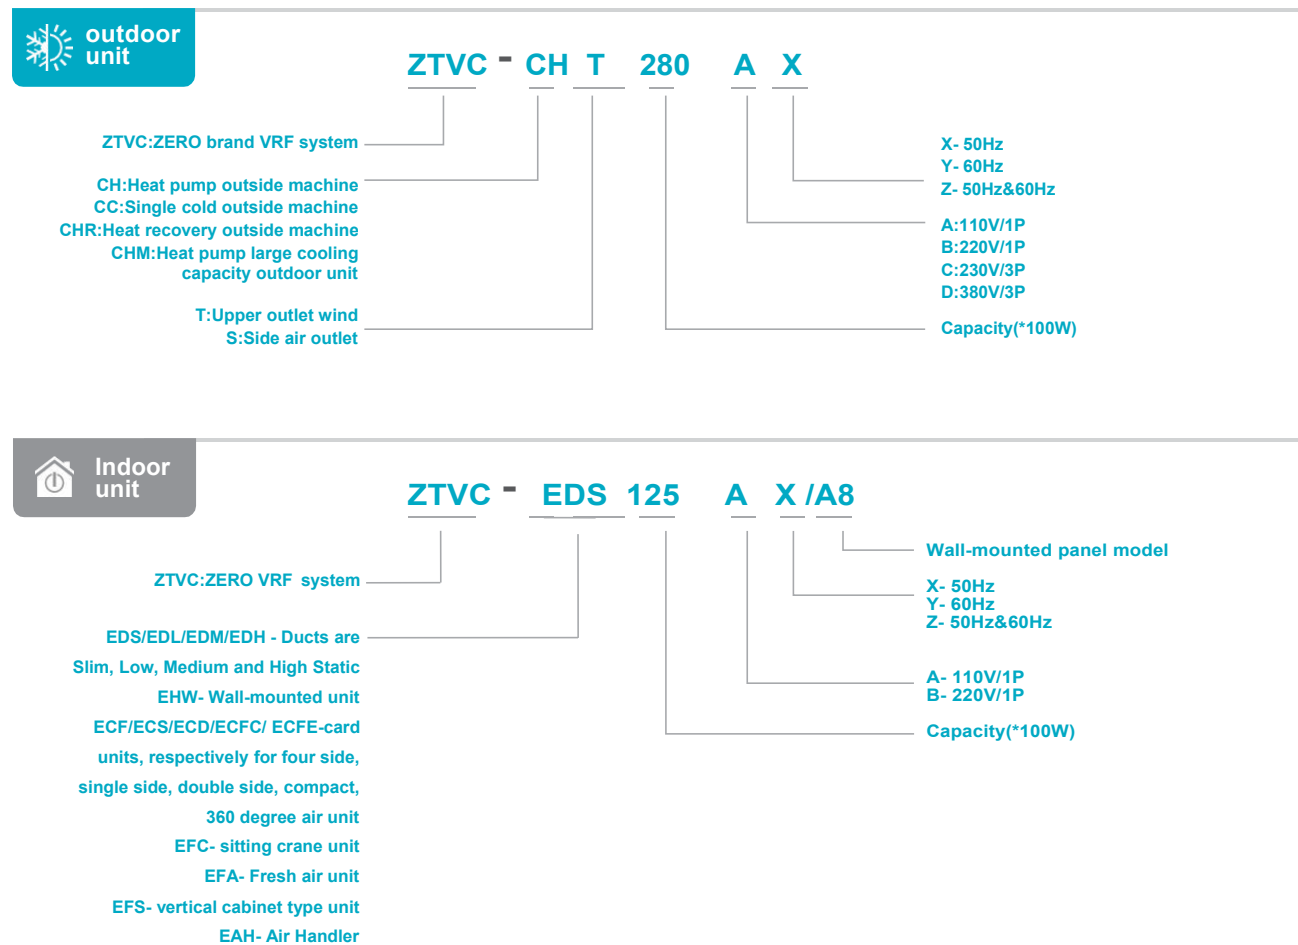 outdoor
unit
ZTVC - CH T 280 A X
ZTVC:ZERO brand VRF system
CH:Heat pump outside machine
CC:Single cold outside machine
CHR:Heat recovery outside machine
CHM:Heat pump large cooling
capacity outdoor unit
T:Upper outlet wind
S:Side air outlet
X- 50Hz
Y- 60Hz
Z- 50Hz&60Hz
A:110V/1P
B:220V/1P
C:230V/3P
D:380V/3P
Capacity(*100W)
Indoor
unit
ZTVC - EDS 125 A X /A8
ZTVC:ZERO VRF system
EDS/EDL/EDM/EDH - Ducts are
Slim, Low, Medium and High Static
EHW- Wall-mounted unit
ECF/ECS/ECD/ECFC/ ECFE-card
units, respectively for four side,
single side, double side, compact,
360 degree air unit
EFC- sitting crane unit
EFA- Fresh air unit
EFS- vertical cabinet type unit
EAH- Air Handler
Wall-mounted panel model
X- 50Hz
Y- 60Hz
Z- 50Hz&60Hz
A- 110V/1P
B- 220V/1P
Capacity(*100W)